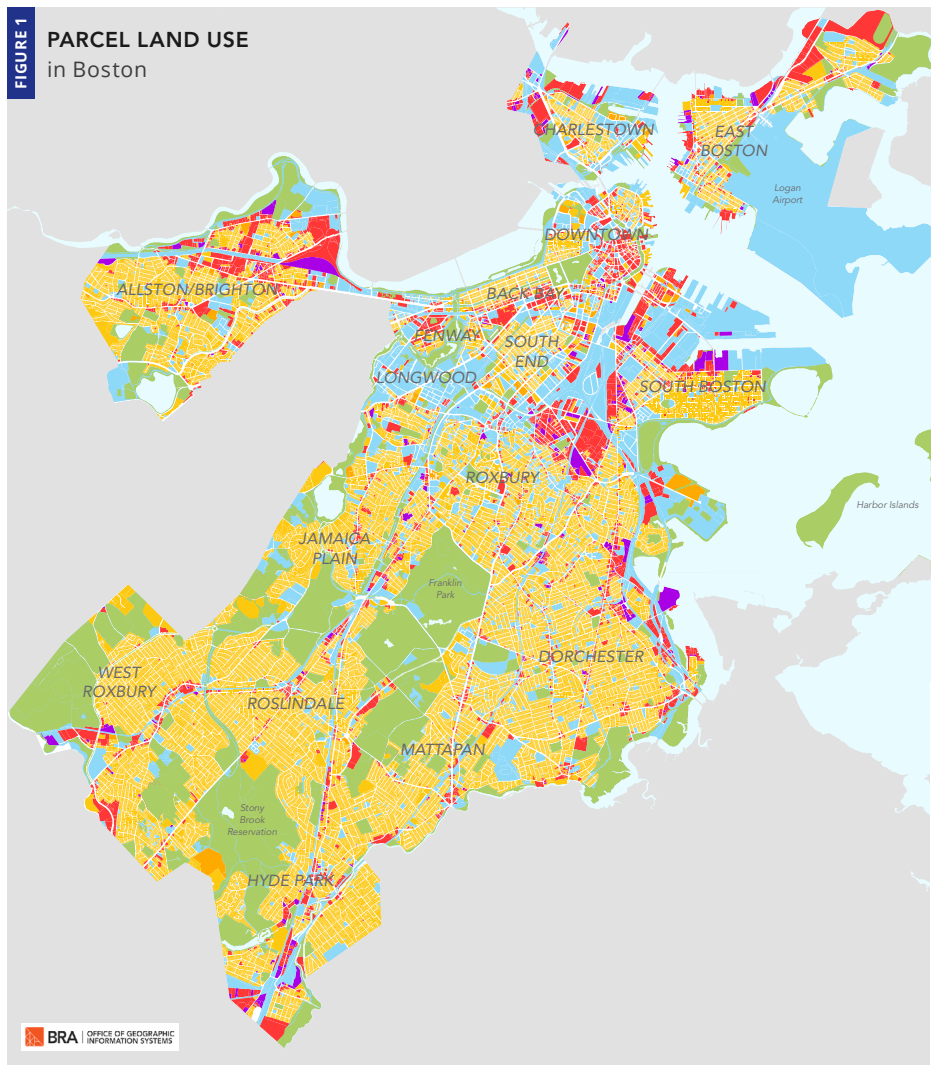 FIGURE 1
PARCEL LAND USE
in Boston
CHARLESTOWN
EAST
BOSTON
Logan
Airport
DOWNTOWN
ALLSTON/BRIGHTON
BACK BAY
FENWAY
SOUTH
END
LONGWOOD
SOUTH BOSTON
ROXBURY
Harbor Islands
JAMAICA
PLAIN
Franklin
Park
DORCHESTER
WEST
ROXBURY
ROSLINDALE
MATTAPAN
Stony
Brook
Reservation
HYDE PARK
BRA OFFICE OF GEOGRAPHIC
INFORMATION SYSTEMS